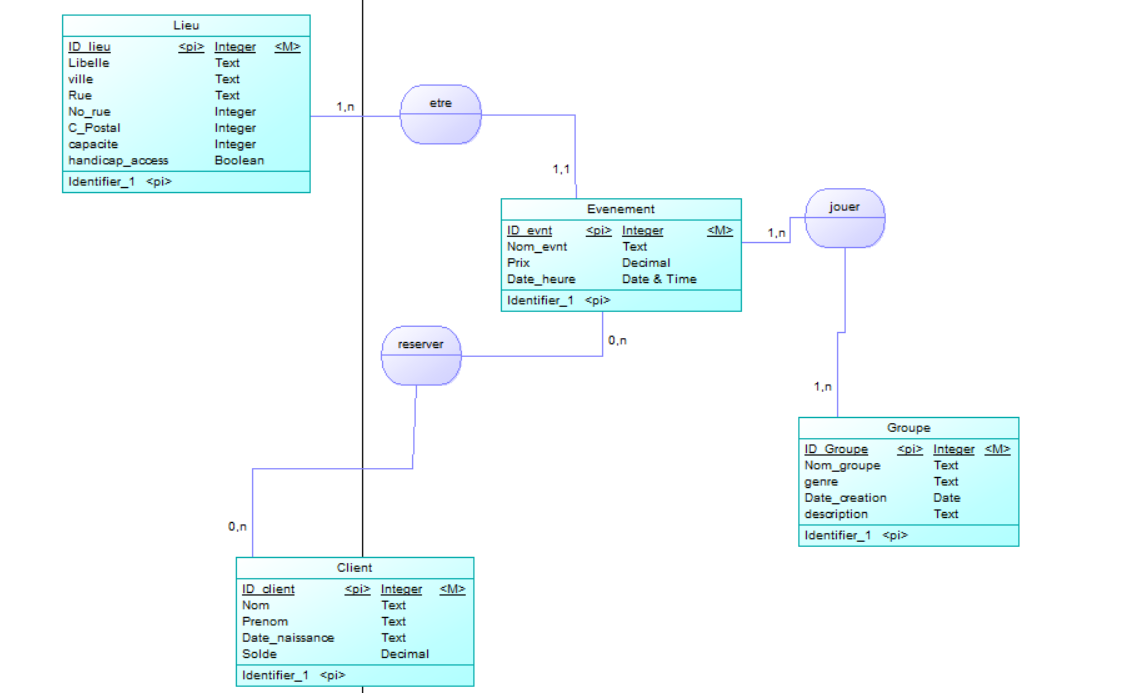 Lieu
ID_lieu <pi> Integer <M>
Libelle Text
ville Text
Rue Text
No_rue Integer
C_Postal Integer
capacite Integer
handicap_access Boolean
Identifier_1 <pi>
1,n
etre
1,1
Evenement
ID_evnt <pi> Integer <M>
Nom_evnt Text
Prix Decimal
Date_heure Date & Time
Identifier_1 <pi>
1,n
jouer
reserver
0,n
1,n
Groupe
ID_Groupe <pi> Integer <M>
Nom_groupe Text
genre Text
Date_creation Date
description Text
Identifier_1 <pi>
0,n
Client
ID_client <pi> Integer <M>
Nom Text
Prenom Text
Date_naissance Text
Solde Decimal
Identifier_1 <pi>